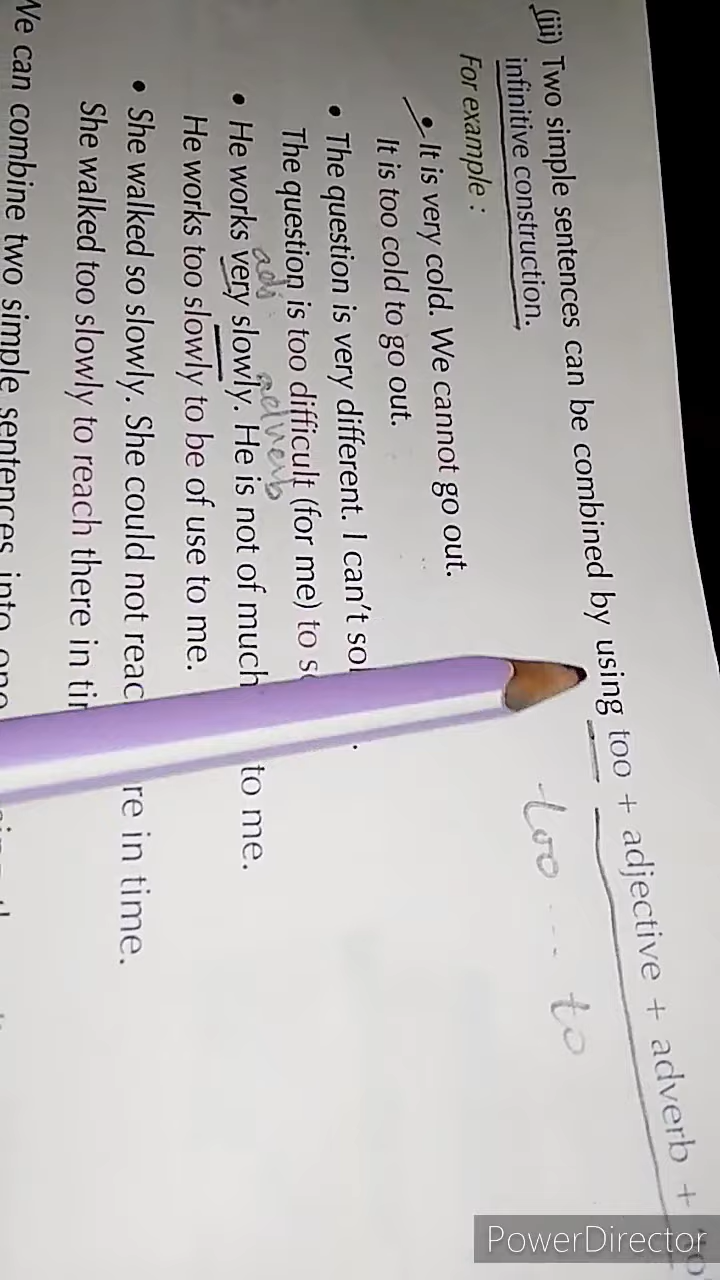 (iii) Two simple sentences can be combined by using too + adjective + adverb + 'to
infinitive construction.
too --- to
For example :
• It is very cold. We cannot go out.
It is too cold to go out.
• The question is very different. I can't
The question is too difficult (for me) to
adj adverb
• He works very slowly. He is not of much to me.
He works too slowly to be of use to me.
• She walked so slowly. She could not in time.
She walked too slowly to reach there in
We can combine two simple sentences into
PowerDirector